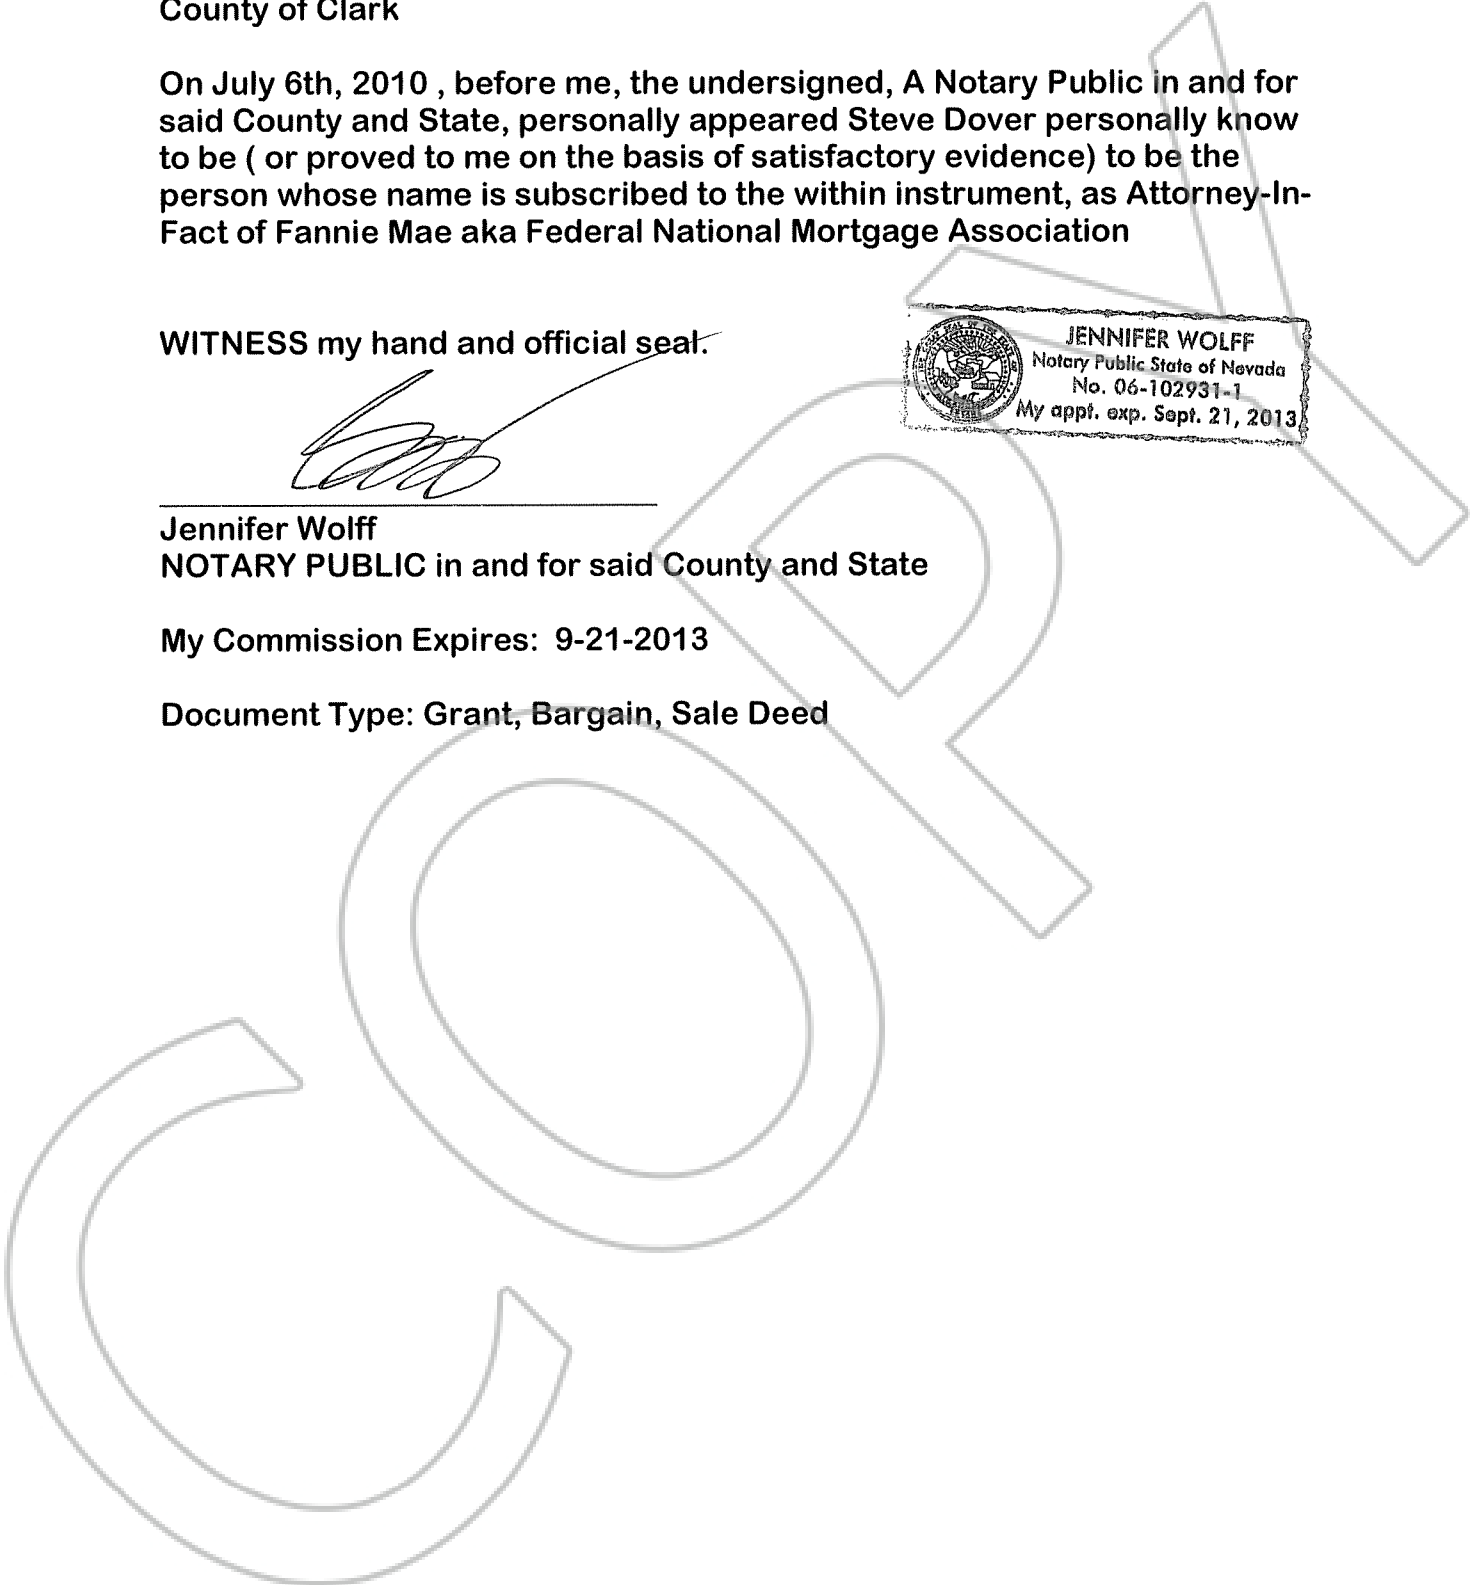 County of Clark
On July 6th, 2010 , before me, the undersigned, A Notary Public in and for
said County and State, personally appeared Steve Dover personally know
to be ( or proved to me on the basis of satisfactory evidence) to be the
person whose name is subscribed to the within instrument, as Attorney-In-
Fact of Fannie Mae aka Federal National Mortgage Association
WITNESS my hand and official seal.
JENNIFER WOLFF
Notary Public State of Nevada
No. 06-102931-1
My appt. exp. Sept. 21, 2013
Jennifer Wolff
NOTARY PUBLIC in and for said County and State
My Commission Expires: 9-21-2013
Document Type: Grant, Bargain, Sale Deed
COPY